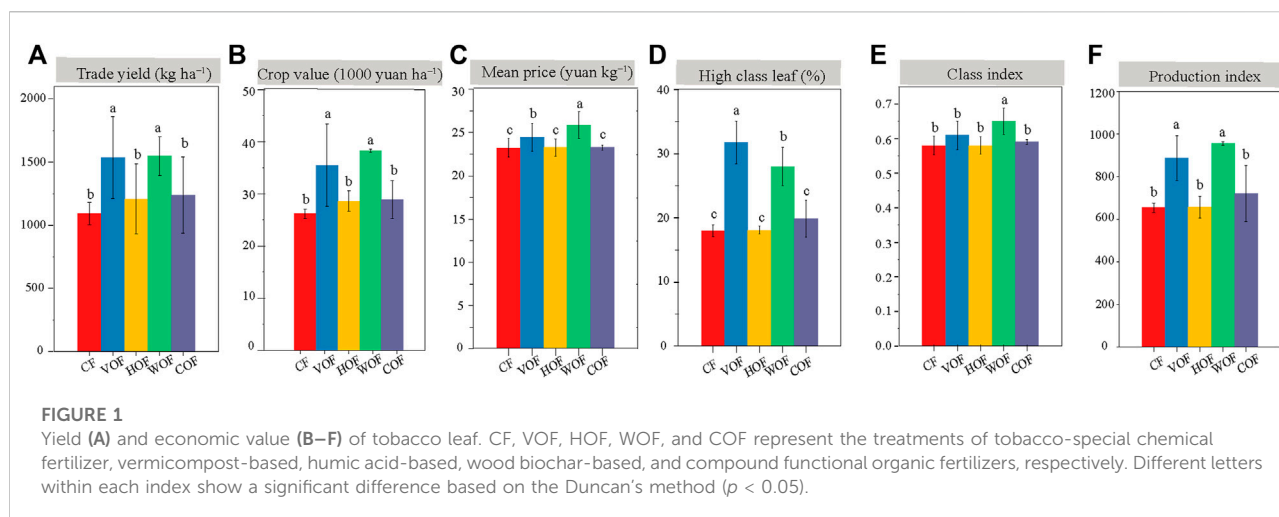 A
Trade yield (kg ha⁻¹)
2000
1500
1000
500
0
b
a
b
a
b
CF
VOF
HOF
WOF
COF
B
Crop value (1000 yuan ha⁻¹)
50
40
30
20
10
0
b
a
b
a
b
CF
VOF
HOF
WOF
COF
C
Mean price (yuan kg⁻¹)
30
25
20
15
10
5
0
c
b
c
a
c
CF
VOF
HOF
WOF
COF
D
High class leaf (%)
40
30
20
10
0
c
a
c
b
c
CF
VOF
HOF
WOF
COF
E
Class index
0.7
0.6
0.5
0.4
0.3
0.2
0.1
0.0
b
b
b
a
b
CF
VOF
HOF
WOF
COF
F
Production index
1200
1000
800
600
400
200
0
b
a
b
a
b
CF
VOF
HOF
WOF
COF
FIGURE 1
Yield (A) and economic value (B–F) of tobacco leaf. CF, VOF, HOF, WOF, and COF represent the treatments of tobacco-special chemical
fertilizer, vermicompost-based, humic acid-based, wood biochar-based, and compound functional organic fertilizers, respectively. Different letters
within each index show a significant difference based on the Duncan's method (p < 0.05).